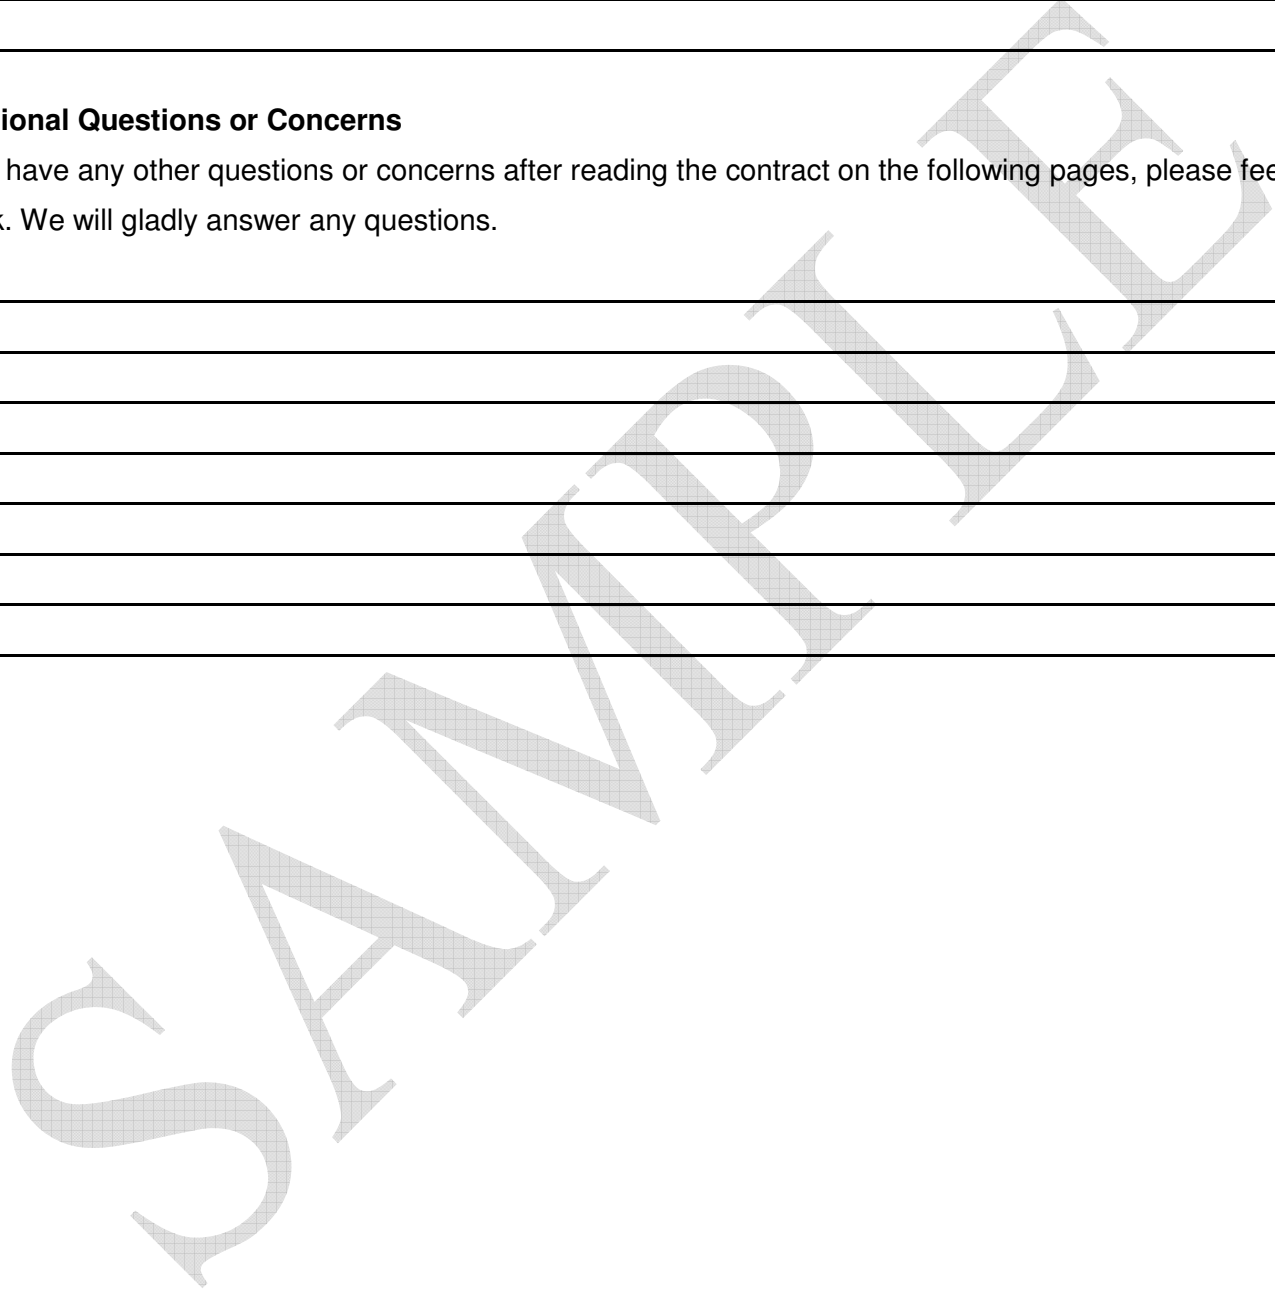 ional Questions or Concerns
have any other questions or concerns after reading the contract on the following pages, please fee
k. We will gladly answer any questions.
SAMPLE